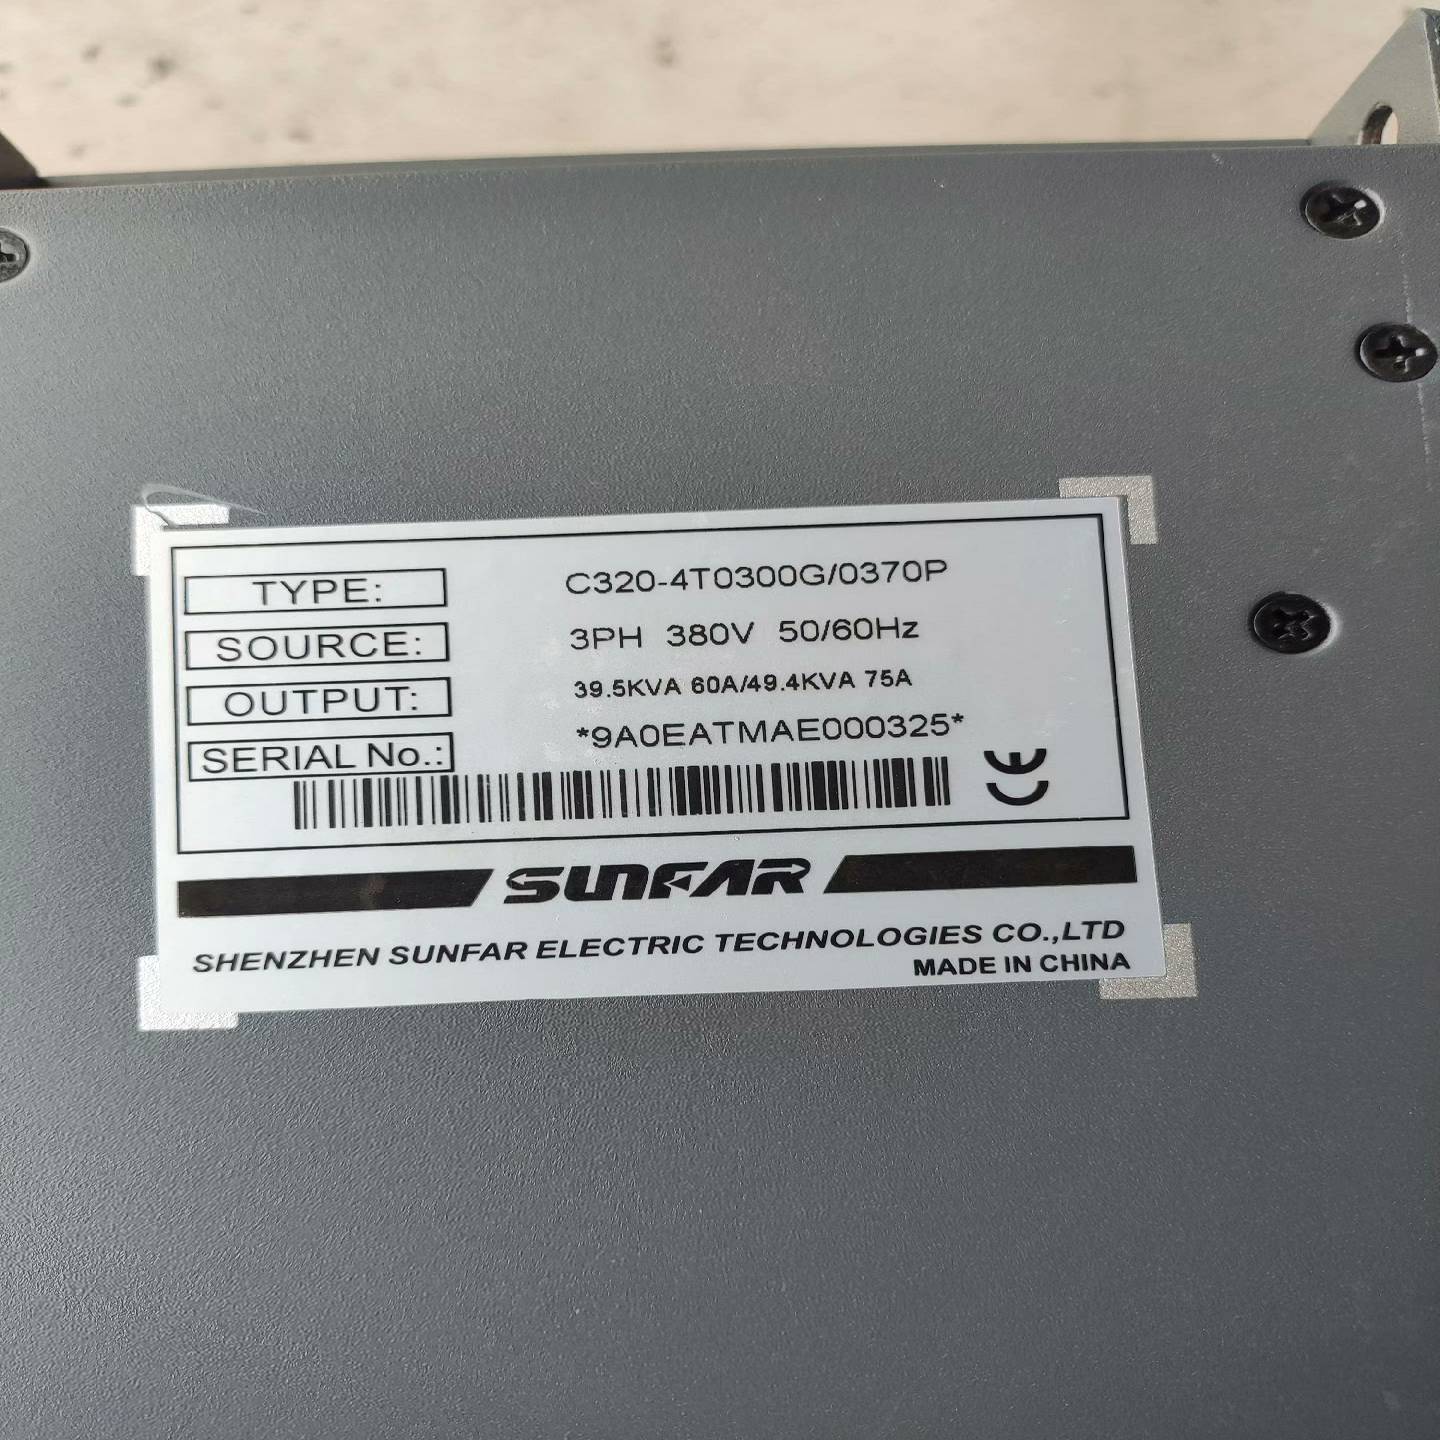 TYPE: C320-4T0300G/0370P
SOURCE: 3PH 380V 50/60Hz
OUTPUT: 39.5KVA 60A/49.4KVA 75A
SERIAL No.: *9A0EATMAE000325*
CE
SUNFAR
SHENZHEN SUNFAR ELECTRIC TECHNOLOGIES CO.,LTD
MADE IN CHINA